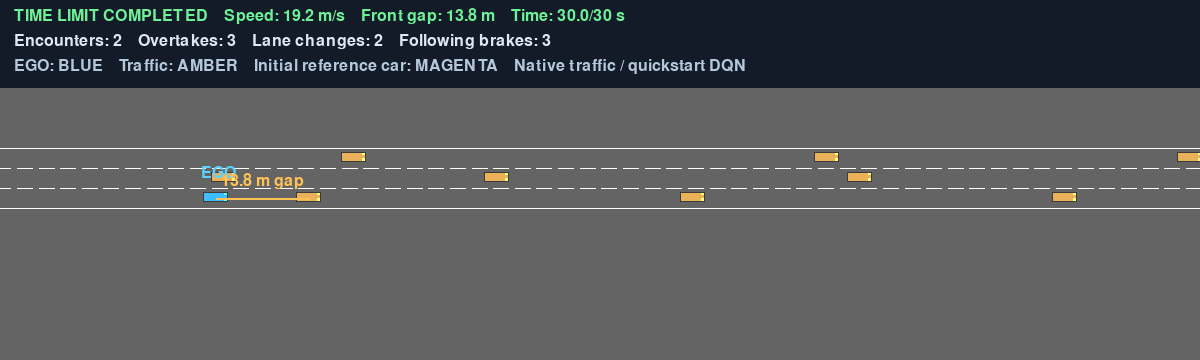 TIME LIMIT COMPLETED Speed: 19.2 m/s Front gap: 13.8 m Time: 30.0/30 s
Encounters: 2 Overtakes: 3 Lane changes: 2 Following brakes: 3
EGO: BLUE Traffic: AMBER Initial reference car: MAGENTA Native traffic / quickstart DQN
EGO
13.8 m gap